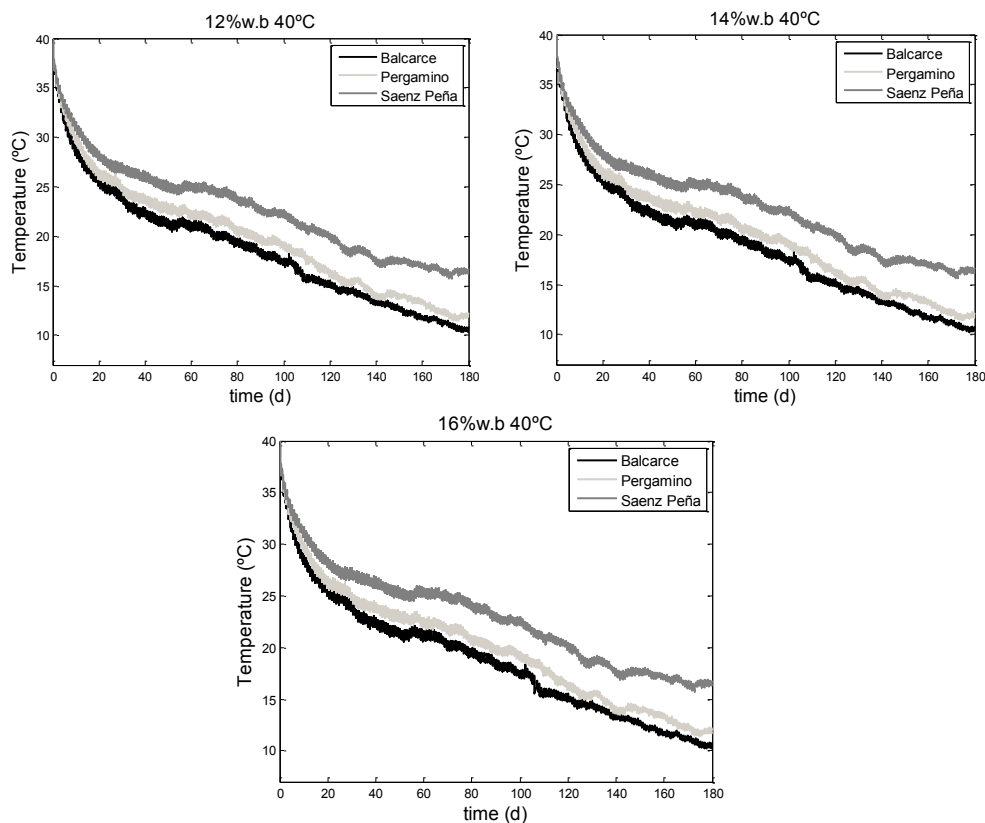 12%w.b 40ºC
Balcarce
Pergamino
Saenz Peña
Temperature (ºC)
40
35
30
25
20
15
10
0 20 40 60 80 100 120 140 160 180
time (d)
14%w.b 40ºC
Balcarce
Pergamino
Saenz Peña
Temperature (ºC)
40
35
30
25
20
15
10
0 20 40 60 80 100 120 140 160 180
time (d)
16%w.b 40ºC
Balcarce
Pergamino
Saenz Peña
Temperature (ºC)
40
35
30
25
20
15
10
0 20 40 60 80 100 120 140 160 180
time (d)